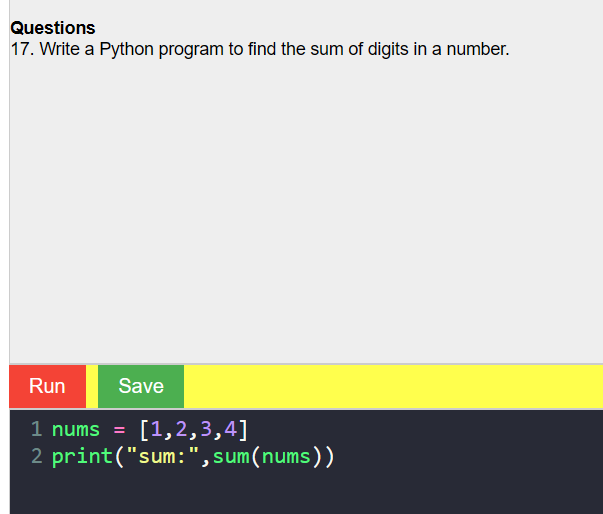 Questions
17. Write a Python program to find the sum of digits in a number.
Run Save
1 nums = [1,2,3,4]
2 print("sum:",sum(nums))